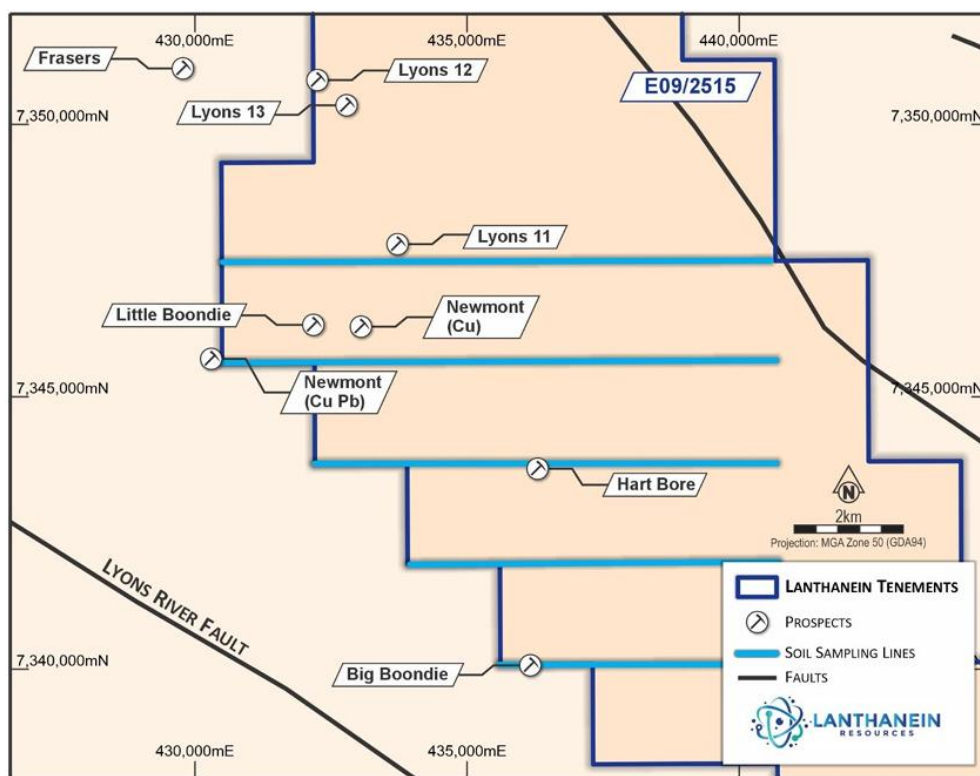 430,000mE
435,000mE
440,000mE
Frasers
Lyons 12
E09/2515
Lyons 13
7,350,000mN
7,350,000mN
Lyons 11
Little Boondie
Newmont
(Cu)
7,345,000mN
7,345,000mN
Newmont
(Cu Pb)
Hart Bore
N
2km
Projection: MGA Zone 50 (GDA94)
LYONS RIVER FAULT
LANTHANEIN TENEMENTS
PROSPECTS
SOIL SAMPLING LINES
FAULTS
7,340,000mN
Big Boondie
LANTHANEIN
RESOURCES
430,000mE
435,000mE